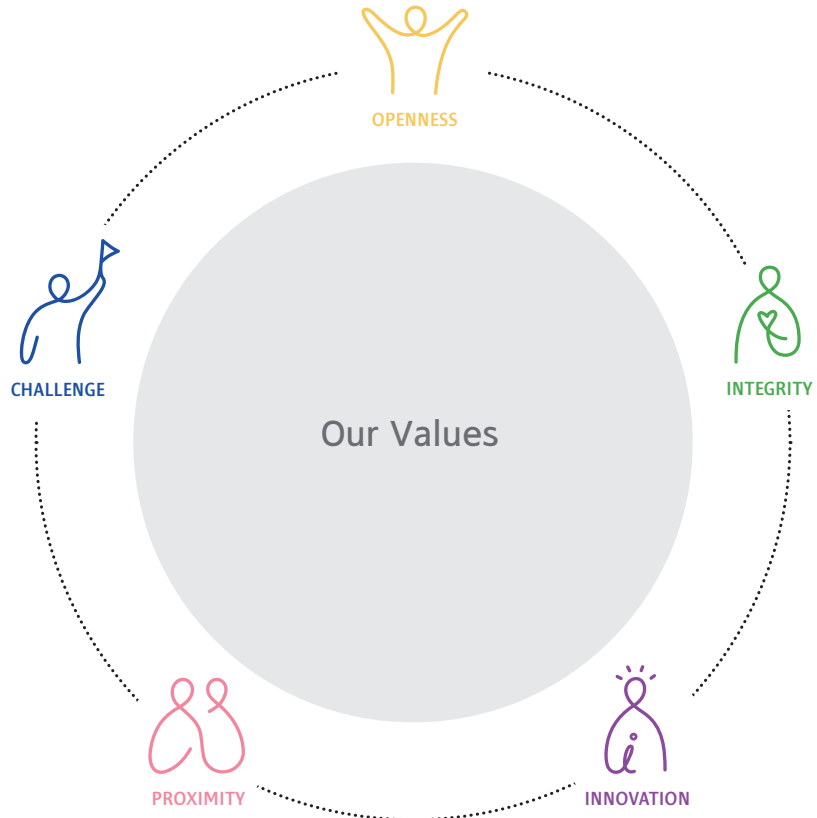 OPENNESS
CHALLENGE
INTEGRITY
Our Values
PROXIMITY
INNOVATION